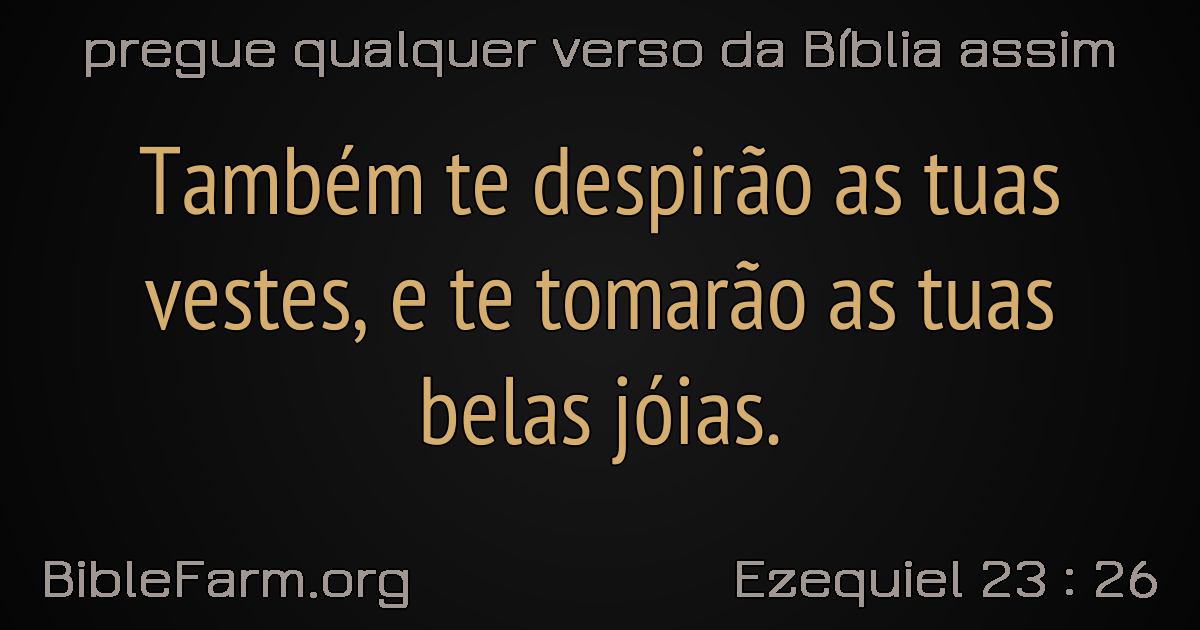 pregue qualquer verso da Bíblia assim
Também te despirão as tuas
vestes, e te tomarão as tuas
belas jóias.
BibleFarm.org
Ezequiel 23 : 26